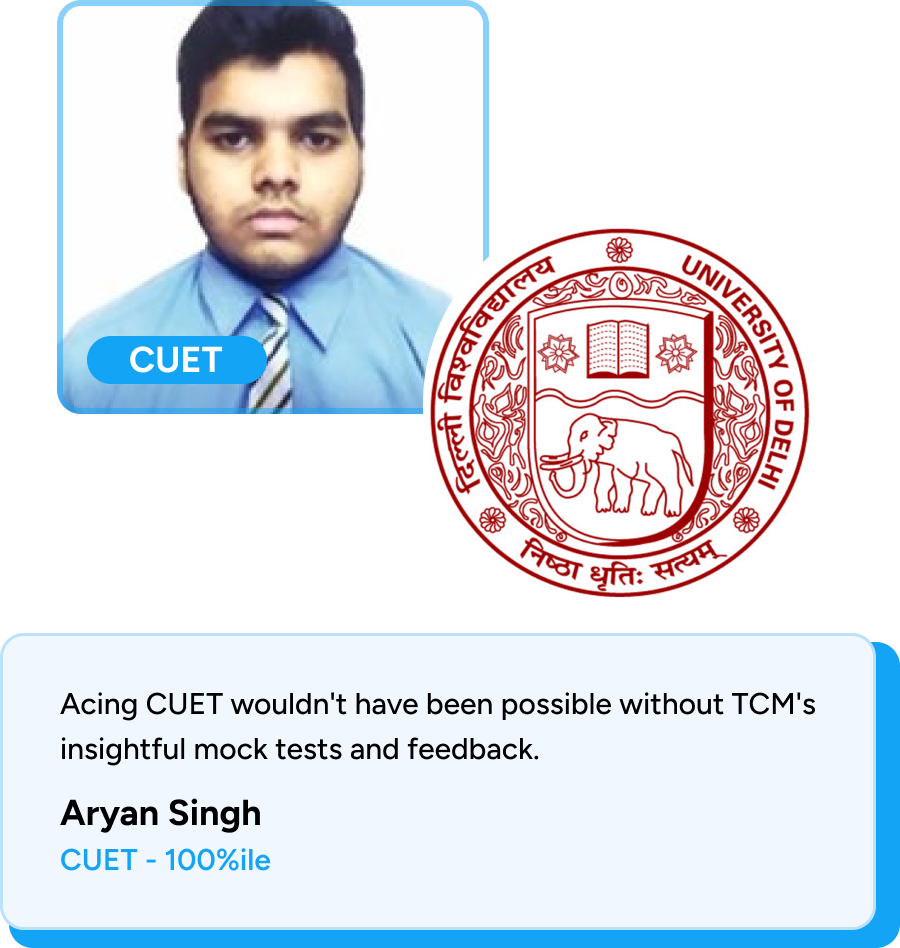 CUET
दिल्ली विश्वविद्यालय
UNIVERSITY OF DELHI
निष्ठा धृतिः सत्यम्
Acing CUET wouldn't have been possible without TCM's
insightful mock tests and feedback.
Aryan Singh
CUET - 100%ile